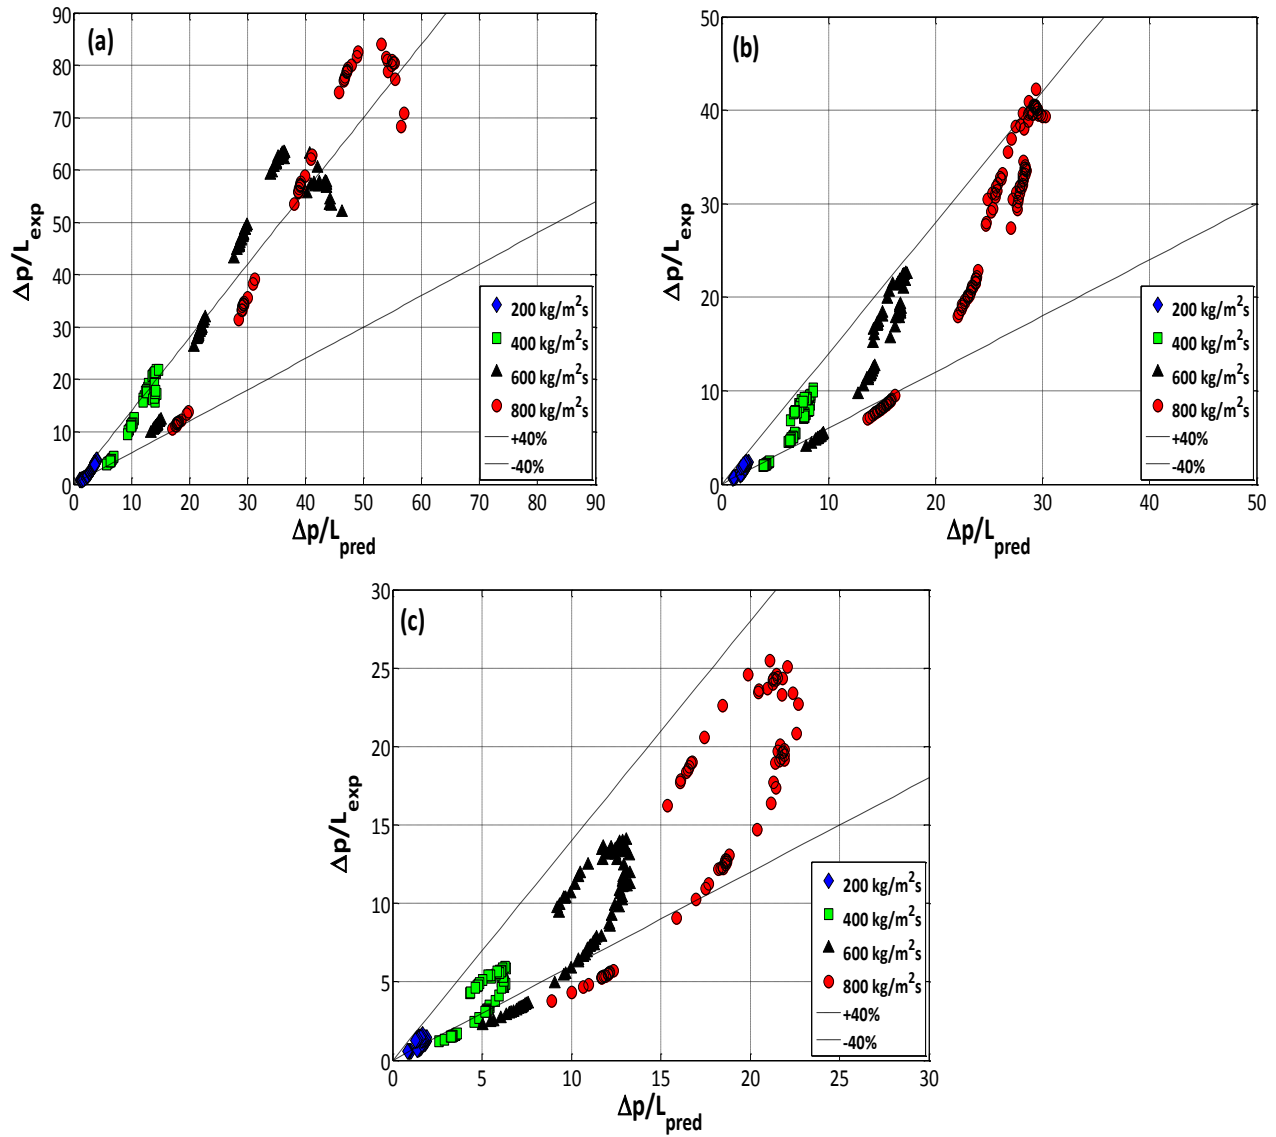 (a)
90
80
70
60
50
40
30
20
10
0
Δp/L_exp
0 10 20 30 40 50 60 70 80 90
Δp/L_pred
200 kg/m²s
400 kg/m²s
600 kg/m²s
800 kg/m²s
+40%
-40%
(b)
50
40
30
20
10
0
Δp/L_exp
0 10 20 30 40 50
Δp/L_pred
200 kg/m²s
400 kg/m²s
600 kg/m²s
800 kg/m²s
+40%
-40%
(c)
30
25
20
15
10
5
0
Δp/L_exp
0 5 10 15 20 25 30
Δp/L_pred
200 kg/m²s
400 kg/m²s
600 kg/m²s
800 kg/m²s
+40%
-40%